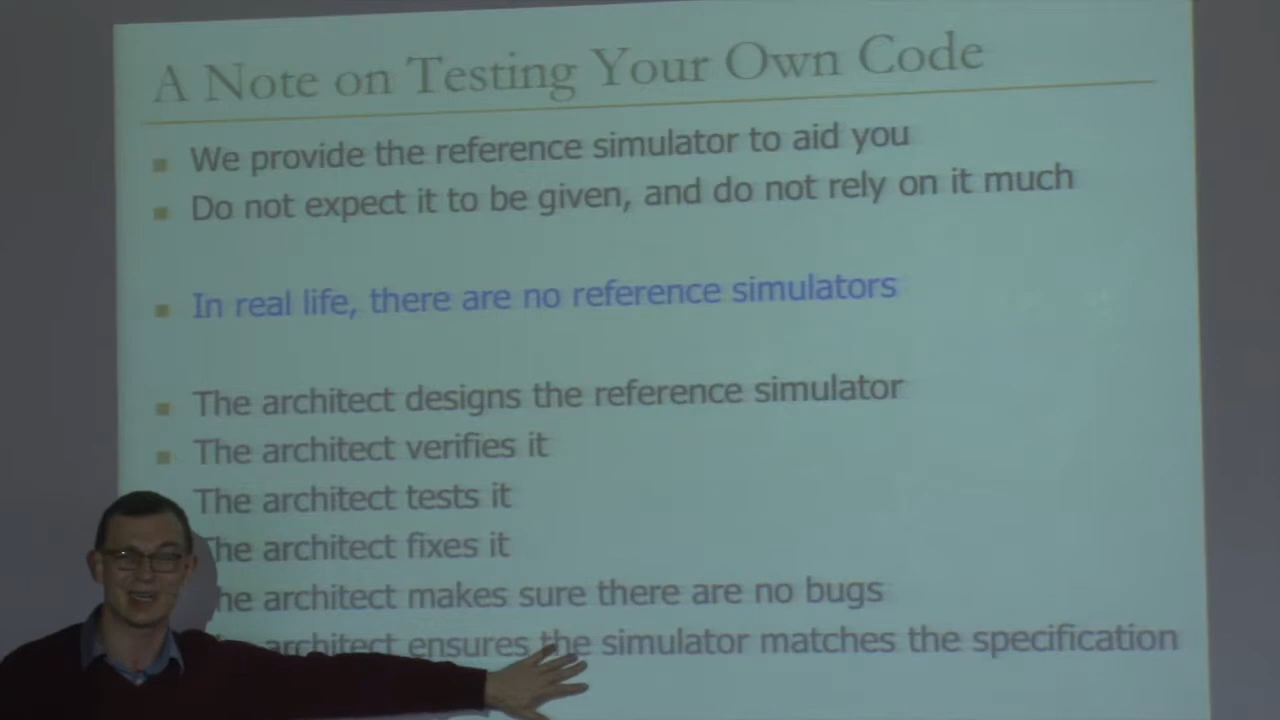 A Note on Testing Your Own Code
We provide the reference simulator to aid you
Do not expect it to be given, and do not rely on it much
In real life, there are no reference simulators
The architect designs the reference simulator
The architect verifies it
The architect tests it
The architect fixes it
The architect makes sure there are no bugs
architect ensures the simulator matches the specification